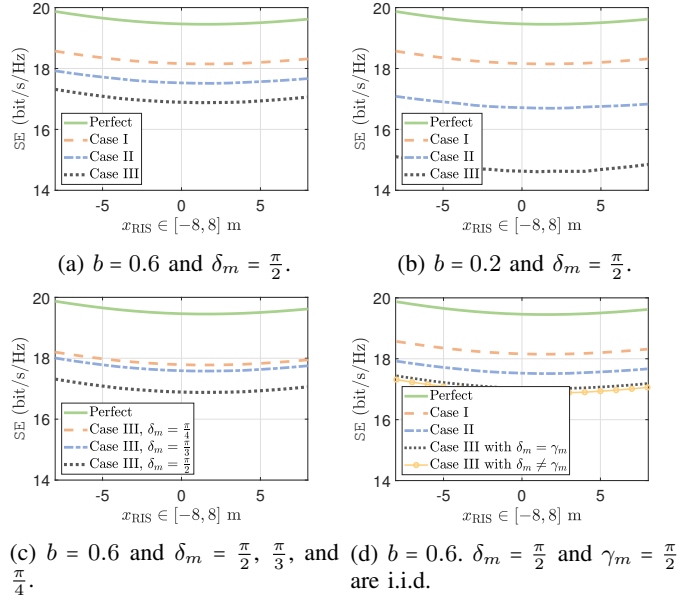 20
18
16
14
SE (bit/s/Hz)
Perfect
Case I
Case II
Case III
-5 0 5
x_RIS ∈ [−8, 8] m
(a) b = 0.6 and δ_m = π/2.
20
18
16
14
SE (bit/s/Hz)
Perfect
Case I
Case II
Case III
-5 0 5
x_RIS ∈ [−8, 8] m
(b) b = 0.2 and δ_m = π/2.
20
18
16
14
SE (bit/s/Hz)
Perfect
Case III, δ_m = π/4
Case III, δ_m = π/3
Case III, δ_m = π/2
-5 0 5
x_RIS ∈ [−8, 8] m
(c) b = 0.6 and δ_m = π/2, π/3, and
π/4.
20
18
16
14
SE (bit/s/Hz)
Perfect
Case I
Case II
Case III with δ_m = γ_m
Case III with δ_m ≠ γ_m
-5 0 5
x_RIS ∈ [−8, 8] m
(d) b = 0.6. δ_m = π/2 and γ_m = π/2
are i.i.d.